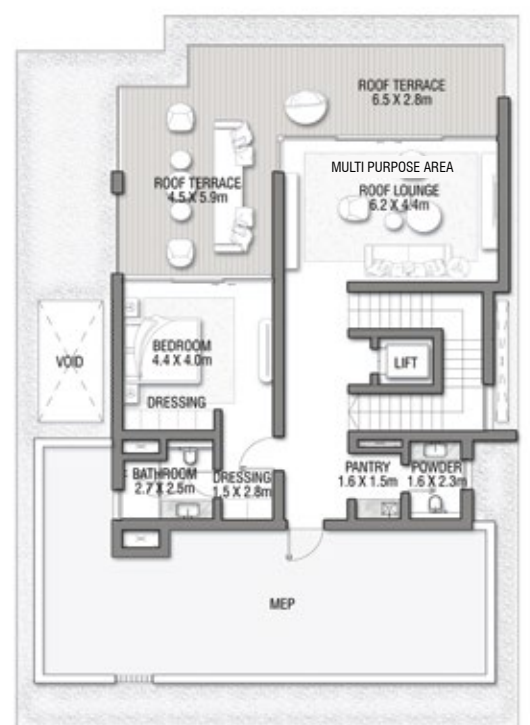 ROOF TERRACE
6.5 X 2.8m
MULTI PURPOSE AREA
ROOF LOUNGE
6.2 X 4.4m
ROOF TERRACE
4.5 X 5.9m
BEDROOM
4.4 X 4.0m
VOID
LIFT
DRESSING
BATHROOM
2.7 X 2.5m
DRESSING
1.5 X 2.8m
PANTRY
1.6 X 1.5m
POWDER
1.6 X 2.3m
MEP